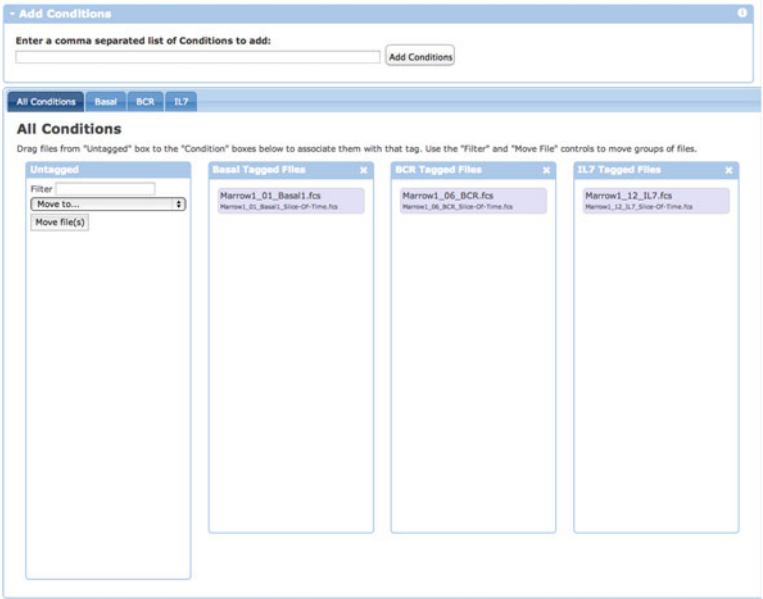 Add Conditions
Enter a comma separated list of Conditions to add:
Add Conditions
All Conditions Basal BCR IL7
All Conditions
Drag files from "Untagged" box to the "Condition" boxes below to associate them with that tag. Use the "Filter" and "Move File" controls to move groups of files.
Untagged
Filter
Move to...
Move file(s)
Basal Tagged Files x
Marrow1_01_Basal1.fcs
Marrow1_01_Basal1_Slice-Of-Time.fcs
BCR Tagged Files x
Marrow1_06_BCR.fcs
Marrow1_06_BCR_Slice-Of-Time.fcs
IL7 Tagged Files x
Marrow1_12_IL7.fcs
Marrow1_12_IL7_Slice-Of-Time.fcs